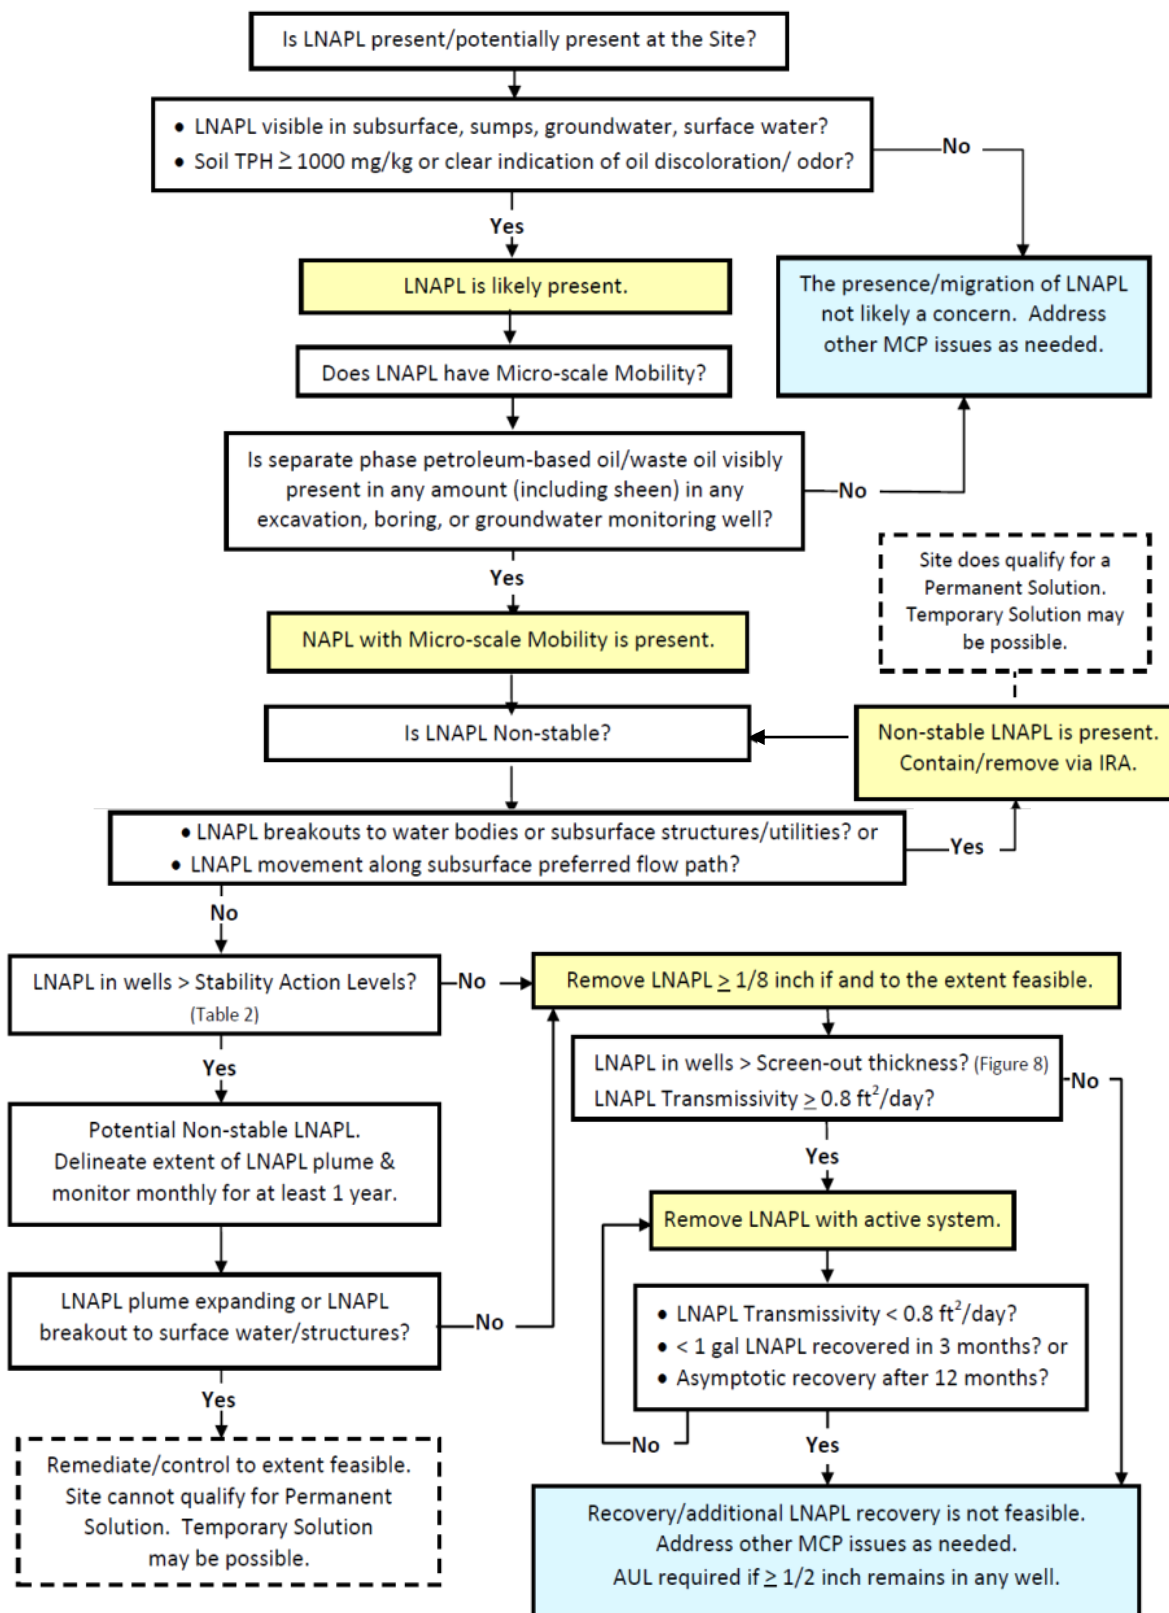 Is LNAPL present/potentially present at the Site?
• LNAPL visible in subsurface, sumps, groundwater, surface water?
• Soil TPH ≥ 1000 mg/kg or clear indication of oil discoloration/ odor?
No
Yes
LNAPL is likely present.
The presence/migration of LNAPL
not likely a concern. Address
other MCP issues as needed.
Does LNAPL have Micro-scale Mobility?
Is separate phase petroleum-based oil/waste oil visibly
present in any amount (including sheen) in any
excavation, boring, or groundwater monitoring well?
No
Yes
Site does qualify for a
Permanent Solution.
Temporary Solution may
be possible.
NAPL with Micro-scale Mobility is present.
Is LNAPL Non-stable?
Non-stable LNAPL is present.
Contain/remove via IRA.
• LNAPL breakouts to water bodies or subsurface structures/utilities? or
• LNAPL movement along subsurface preferred flow path?
Yes
No
LNAPL in wells > Stability Action Levels?
(Table 2)
No
Remove LNAPL ≥ 1/8 inch if and to the extent feasible.
Yes
LNAPL in wells > Screen-out thickness? (Figure 8)
LNAPL Transmissivity ≥ 0.8 ft²/day?
No
Potential Non-stable LNAPL.
Delineate extent of LNAPL plume &
monitor monthly for at least 1 year.
Yes
Remove LNAPL with active system.
LNAPL plume expanding or LNAPL
breakout to surface water/structures?
No
• LNAPL Transmissivity < 0.8 ft²/day?
• < 1 gal LNAPL recovered in 3 months? or
• Asymptotic recovery after 12 months?
Yes
No
Yes
Remediate/control to extent feasible.
Site cannot qualify for Permanent
Solution. Temporary Solution
may be possible.
Recovery/additional LNAPL recovery is not feasible.
Address other MCP issues as needed.
AUL required if ≥ 1/2 inch remains in any well.